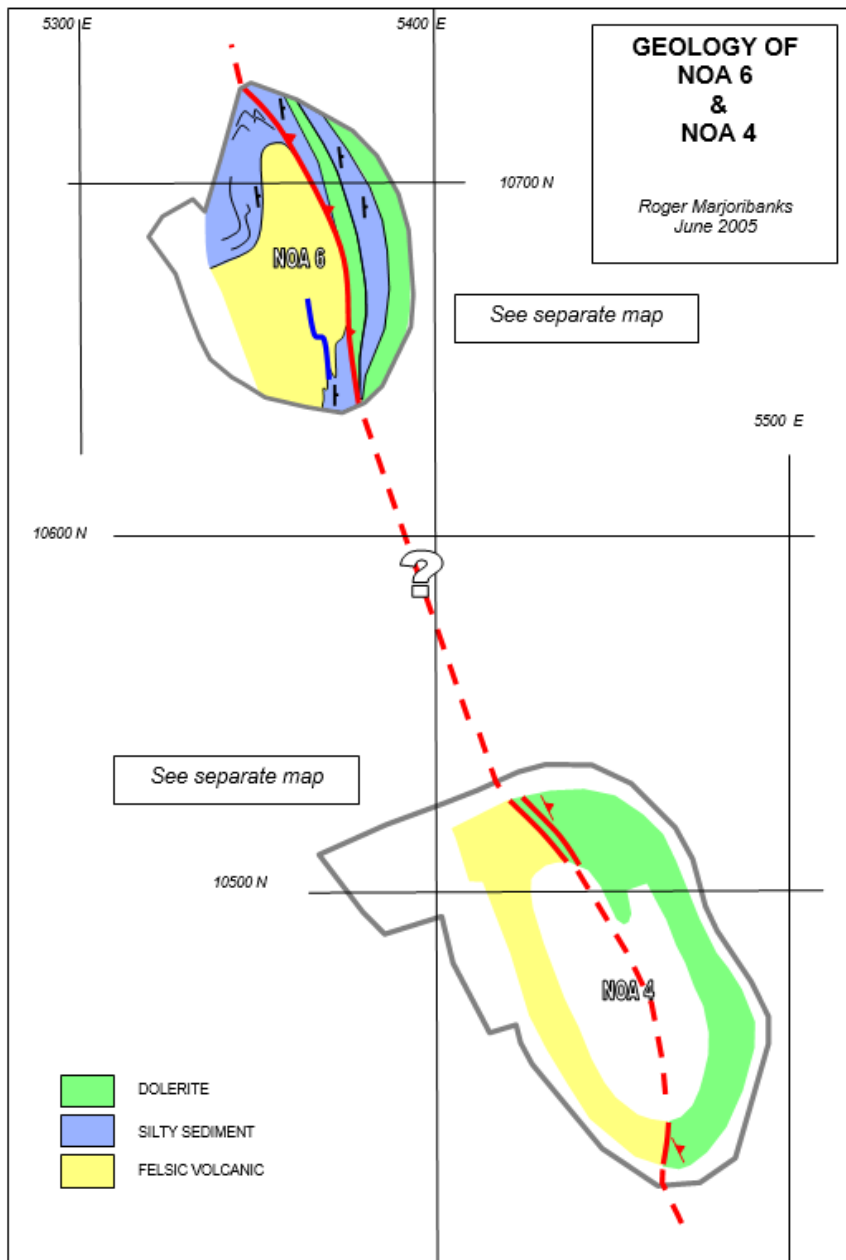 5300 E
5400 E
GEOLOGY OF
NOA 6
&
NOA 4
Roger Marjoribanks
June 2005
10700 N
NOA 6
See separate map
5500 E
10600 N
?
See separate map
10500 N
NOA 4
DOLERITE
SILTY SEDIMENT
FELSIC VOLCANIC